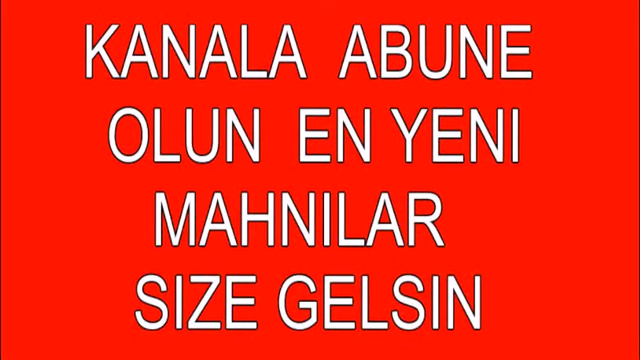 KANALA ABUNE
OLUN EN YENI
MAHNILAR
SIZE GELSIN